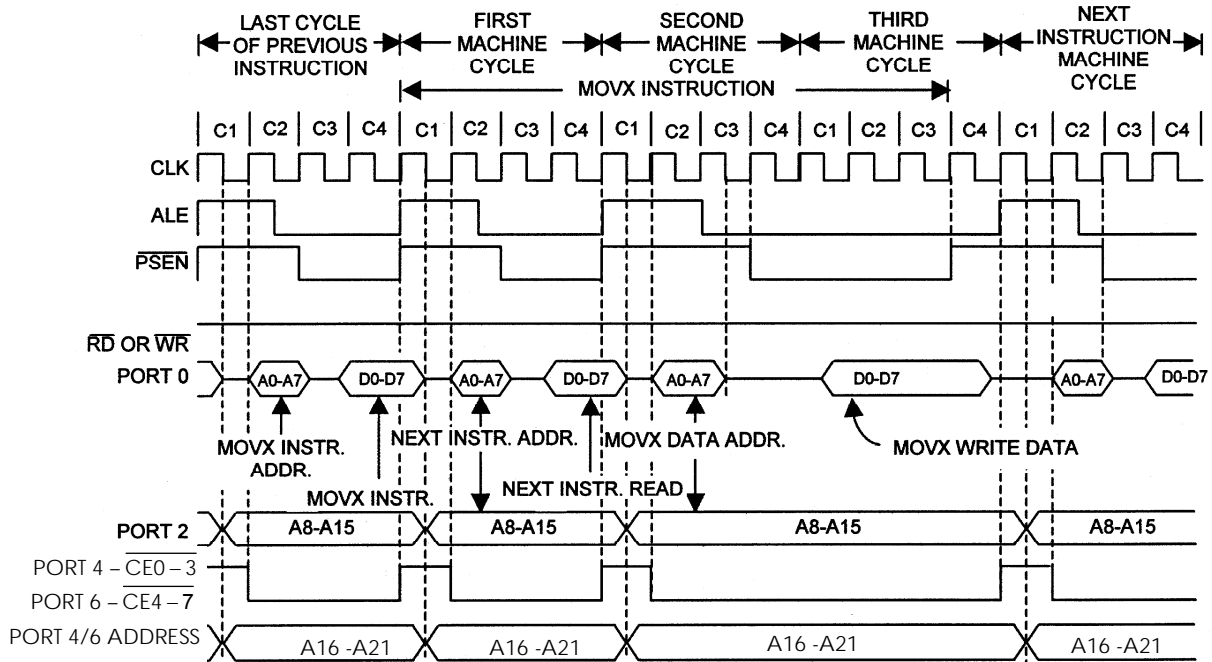 LAST CYCLE
OF PREVIOUS
INSTRUCTION
FIRST
MACHINE
CYCLE
SECOND
MACHINE
CYCLE
THIRD
MACHINE
CYCLE
NEXT
INSTRUCTION
MACHINE
CYCLE
MOVX INSTRUCTION
C1 C2 C3 C4 C1 C2 C3 C4 C1 C2 C3 C4 C1 C2 C3 C4 C1 C2 C3 C4
CLK
ALE
PSEN
RD OR WR
PORT 0 A0-A7 D0-D7 A0-A7 D0-D7 A0-A7 D0-D7 A0-A7 D0-D7
MOVX INSTR.
ADDR.
NEXT INSTR. ADDR.
MOVX DATA ADDR.
MOVX WRITE DATA
MOVX INSTR.
NEXT INSTR. READ
PORT 2 A8-A15 A8-A15 A8-A15 A8-A15
PORT 4 – CE0 – 3
PORT 6 – CE4 – 7
PORT 4/6 ADDRESS A16 -A21 A16 -A21 A16 -A21 A16 -A21